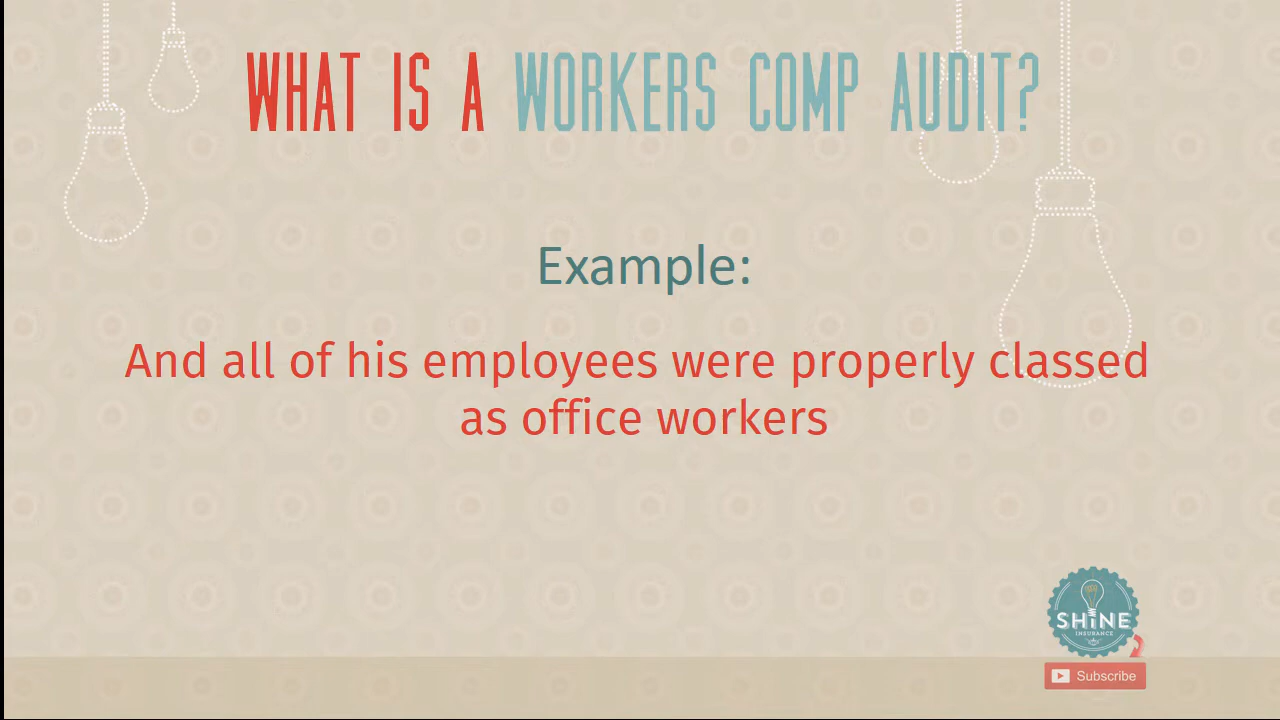 WHAT IS A WORKERS COMP AUDIT?
Example:
And all of his employees were properly classed
as office workers
SHINE
INSURANCE
Subscribe